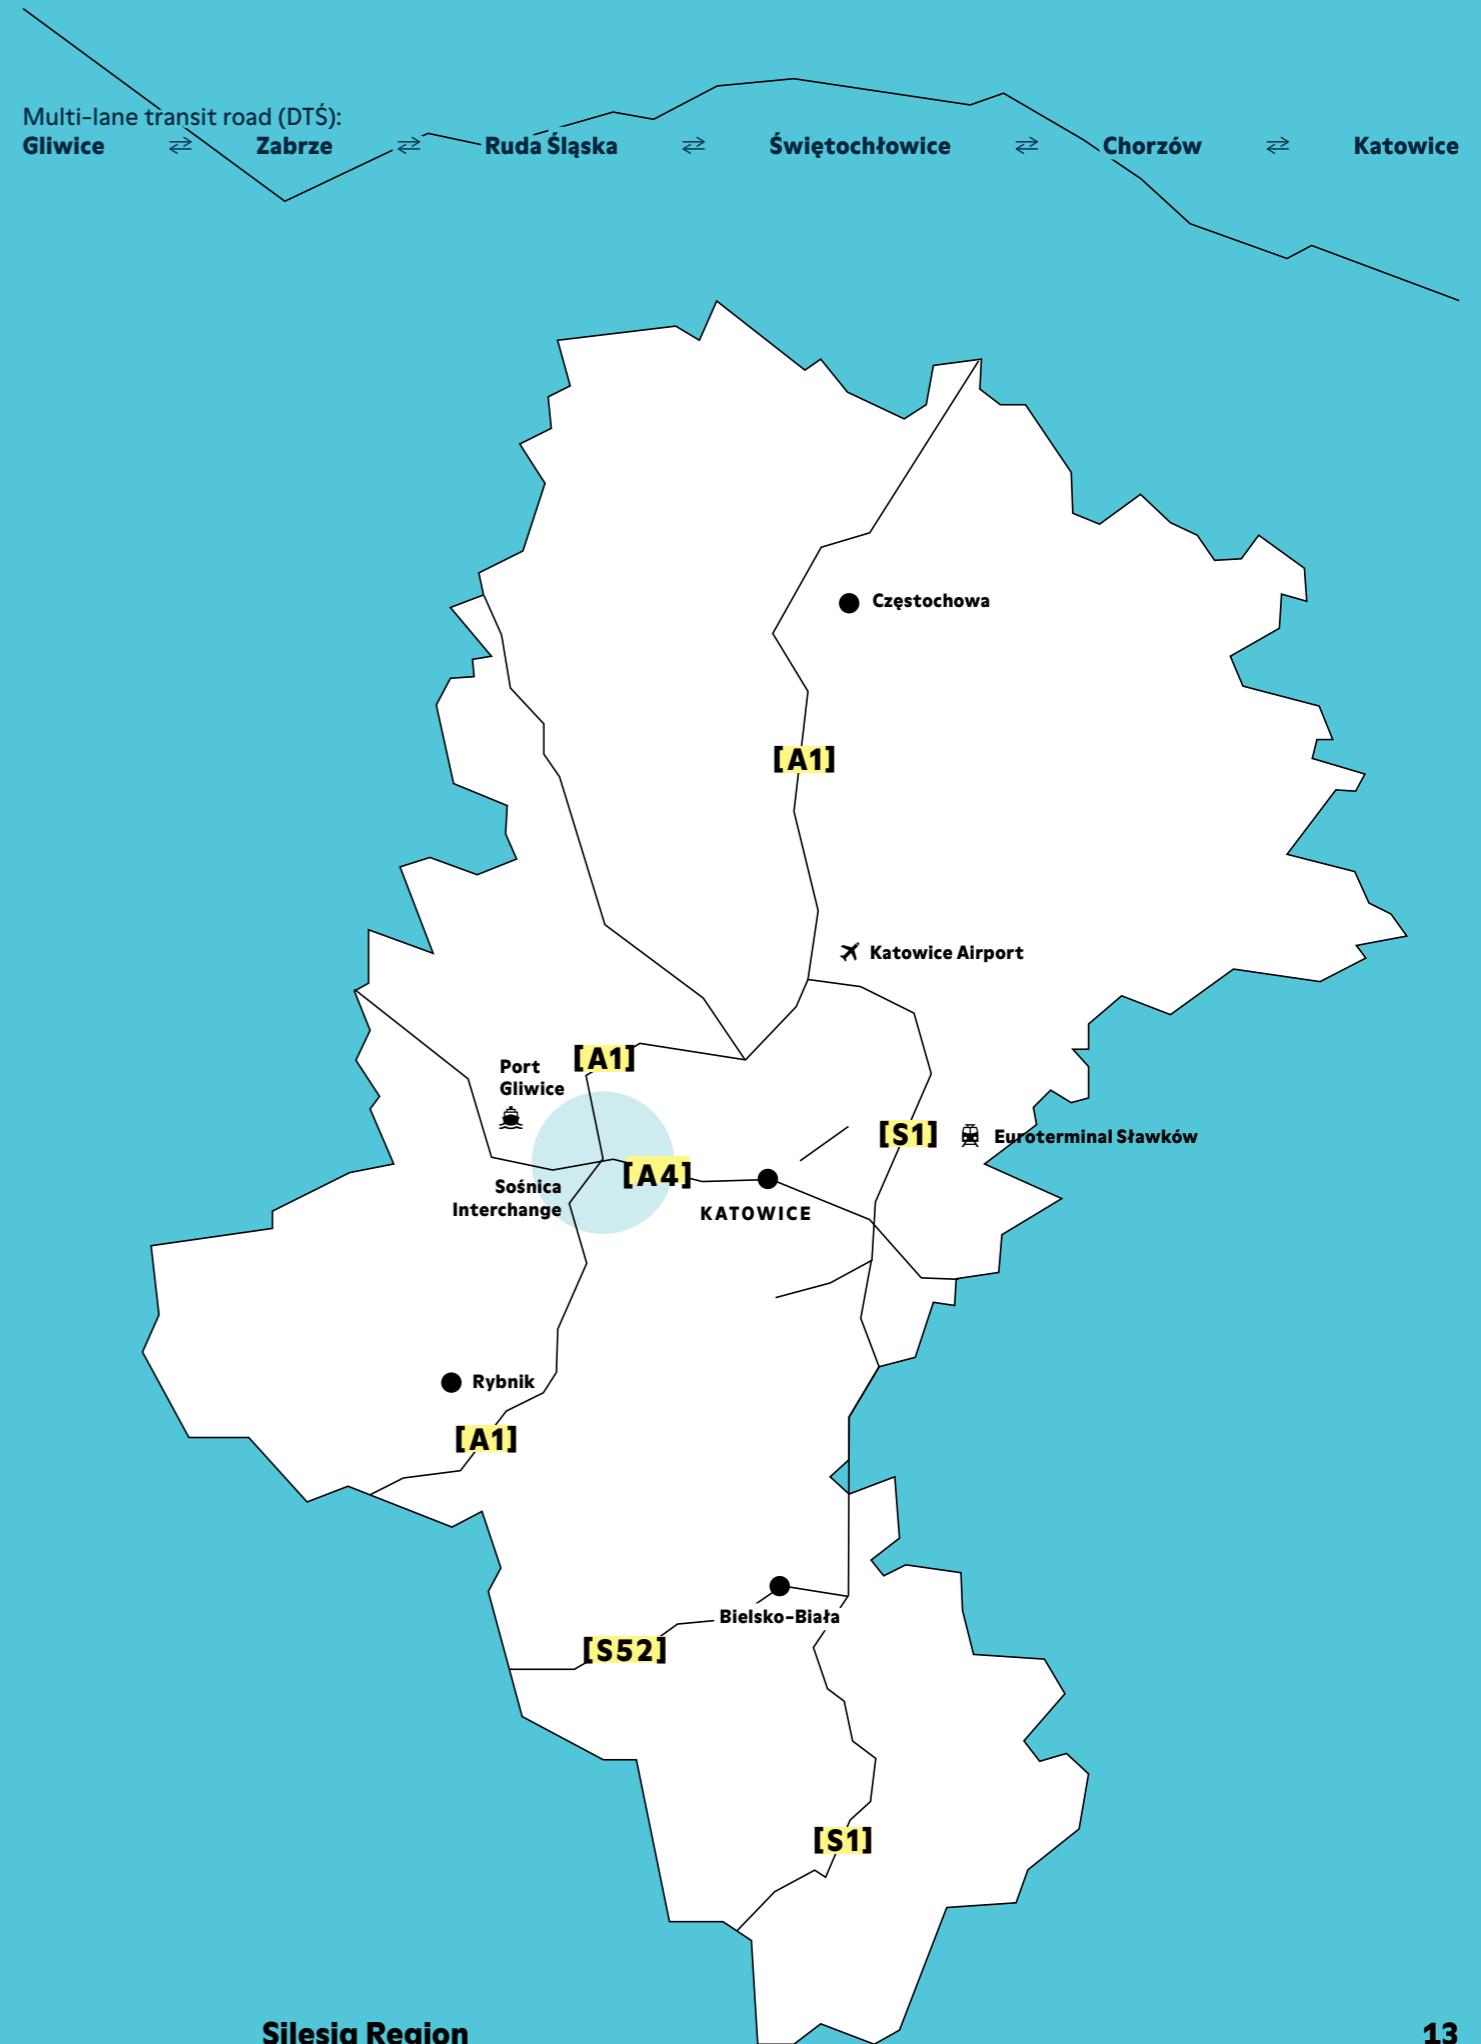 Multi-lane transit road (DTŚ):
Gliwice ⇄ Zabrze ⇄ Ruda Śląska ⇄ Świętochłowice ⇄ Chorzów ⇄ Katowice
Częstochowa
[A1]
Katowice Airport
[A1]
Port
Gliwice
[S1]
Euroterminal Sławków
[A4]
Sośnica
Interchange
KATOWICE
Rybnik
[A1]
Bielsko-Biała
[S52]
[S1]
Silesia Region
13